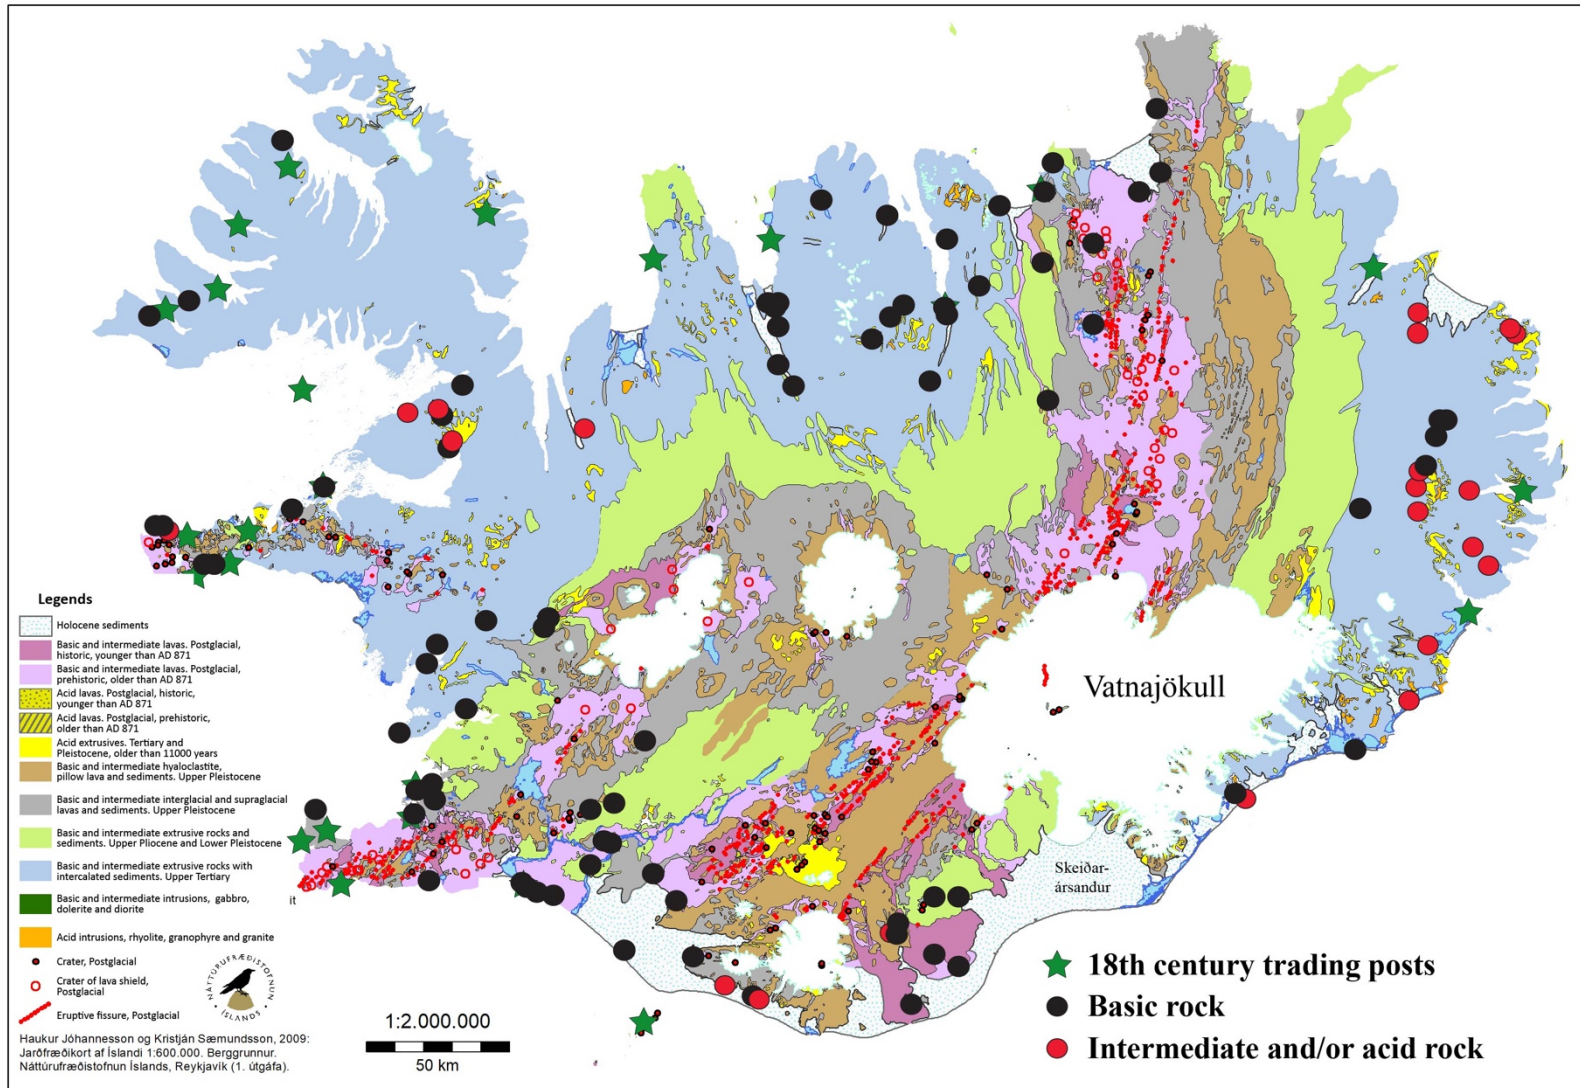 Vatnajökull
Skeiðar-
ársandur
Legends
Holocene sediments
Basic and intermediate lavas. Postglacial,
historic, younger than AD 871
Basic and intermediate lavas. Postglacial,
prehistoric, older than AD 871
Acid lavas. Postglacial, historic,
younger than AD 871
Acid lavas. Postglacial, prehistoric,
older than AD 871
Acid extrusives. Tertiary and
Pleistocene, older than 11000 years
Basic and intermediate hyaloclastite,
pillow lava and sediments. Upper Pleistocene
Basic and intermediate interglacial and supraglacial
lavas and sediments. Upper Pleistocene
Basic and intermediate extrusive rocks and
sediments. Upper Pliocene and Lower Pleistocene
Basic and intermediate extrusive rocks with
intercalated sediments. Upper Tertiary
Basic and intermediate intrusions, gabbro,
dolerite and diorite
Acid intrusions, rhyolite, granophyre and granite
Crater, Postglacial
Crater of lava shield,
Postglacial
Eruptive fissure, Postglacial
NÁTTÚRUFRÆÐISTOFNUN
ÍSLANDS
it
Haukur Jóhannesson og Kristján Sæmundsson, 2009:
Jarðfræðikort af Íslandi 1:600.000. Berggrunnur.
Náttúrufræðistofnun Íslands, Reykjavík (1. útgáfa).
1:2.000.000
50 km
18th century trading posts
Basic rock
Intermediate and/or acid rock